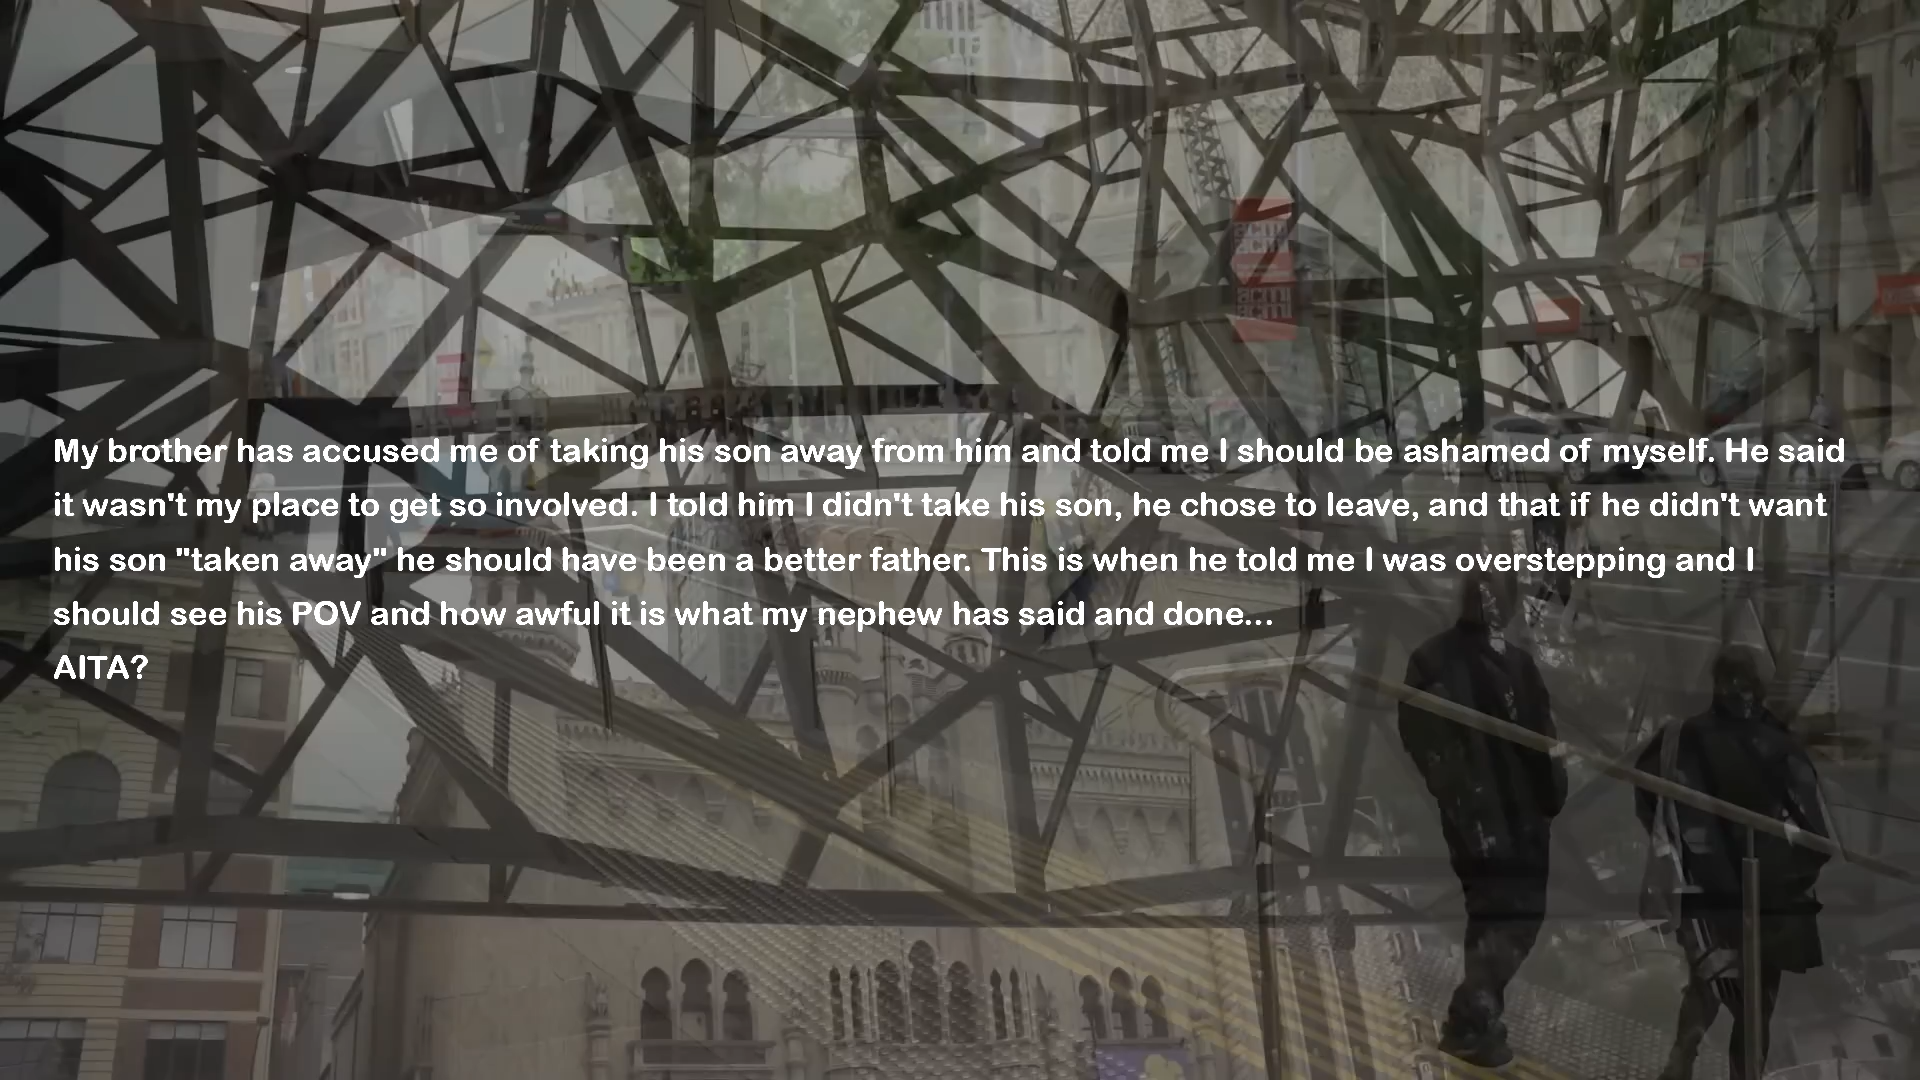 acmi
acmi
My brother has accused me of taking his son away from him and told me I should be ashamed of myself. He said
it wasn't my place to get so involved. I told him I didn't take his son, he chose to leave, and that if he didn't want
his son "taken away" he should have been a better father. This is when he told me I was overstepping and I
should see his POV and how awful it is what my nephew has said and done...
AITA?